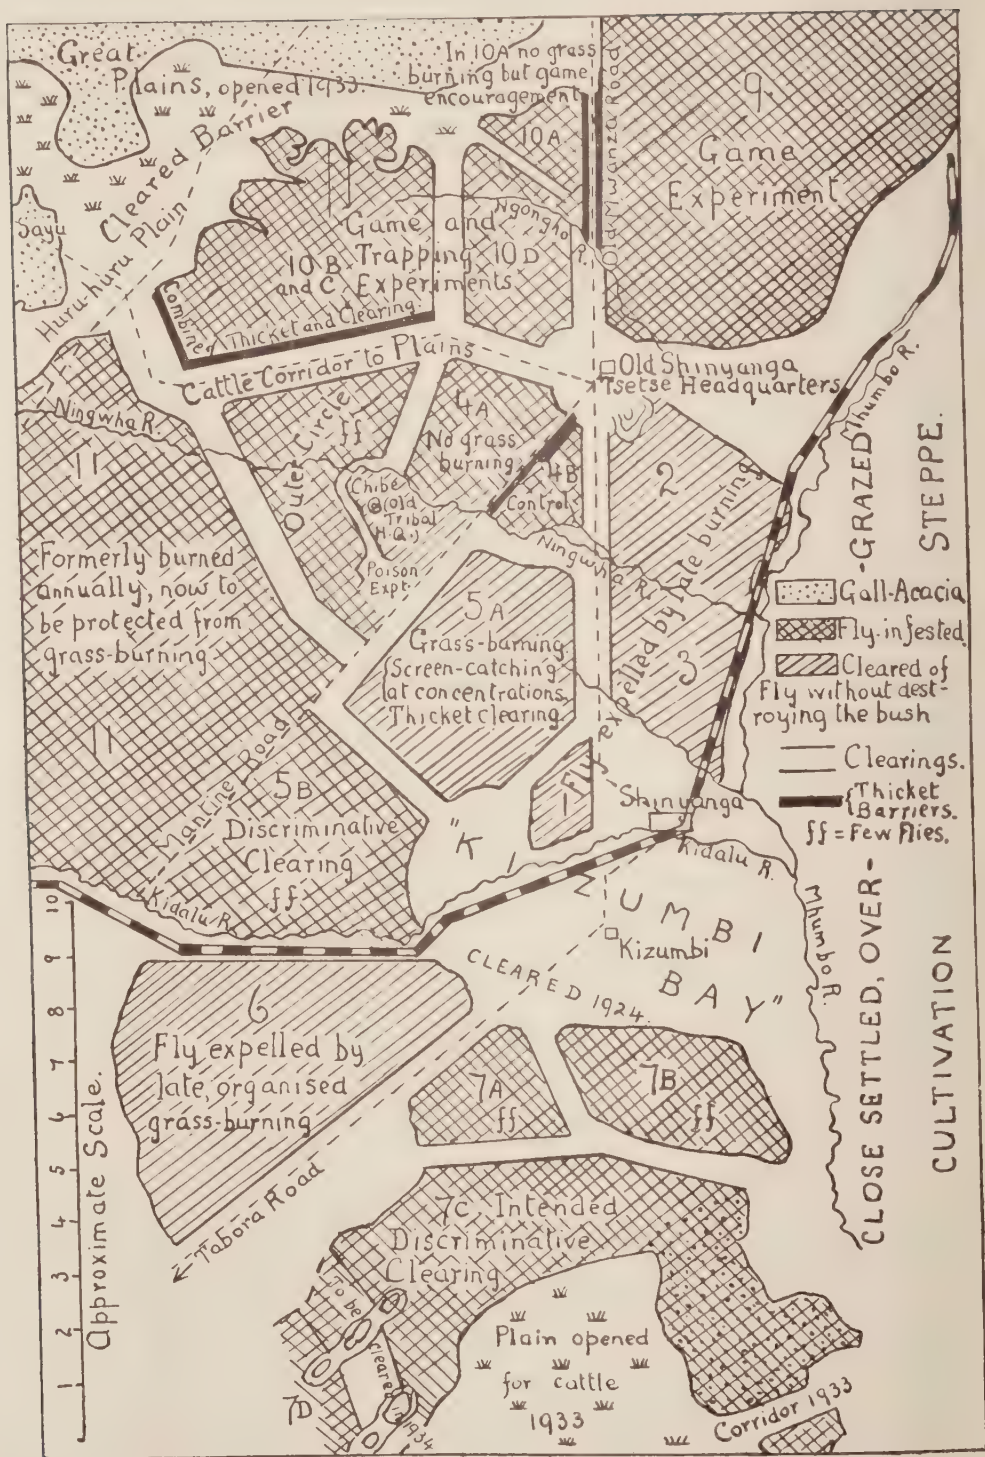 Great
Plains, opened 1933.
In 10A no grass
burning but game
encouragement
Cleared Barrier
Huru-huru Plain
Sayu
10A
Old Mwanza Road
9.
Game
Experiment
Ngongho R.
Game and
Trapping 10D
10B
and C. Experiments
Combined Thicket and Clearing.
Cattle Corridor to Plains
Old Shinyanga
Tsetse Headquarters
Mhumbo R.
Ningwha R.
11
Outer Circle
ff
4A
No grass
burning
4B
Control
Chibe
(Old
Tribal
H.Q.)
Poison
Expt.
2
Ningwha R.
3
Fly expelled by late burning
Formerly burned
annually, now to
be protected from
grass-burning
11
5A
Grass-burning
Screen-catching
at concentrations.
Thicket clearing.
1
Mantine Road
5B
Discriminative
Clearing
ff
Shinyanga
Kidalu R.
Kidalu R.
"KIZUMBI
BAY"
Kizumbi
CLEARED 1924.
Mhumbo R.
CLOSE SETTLED, OVER-GRAZED
CULTIVATION STEPPE.
Gall-Acacia
Fly-infested
Cleared of
Fly without dest-
roying the bush
Clearings.
Thicket
Barriers.
ff = Few Flies.
6
Fly expelled by
late, organised
grass-burning
Tabora Road
7A
ff
7B
ff
7C. Intended
Discriminative
Clearing
To be cleared in 1934
7D
Plain opened
for cattle
1933
Corridor 1933
Approximate Scale.
10
9
8
7
6
5
4
3
2
1